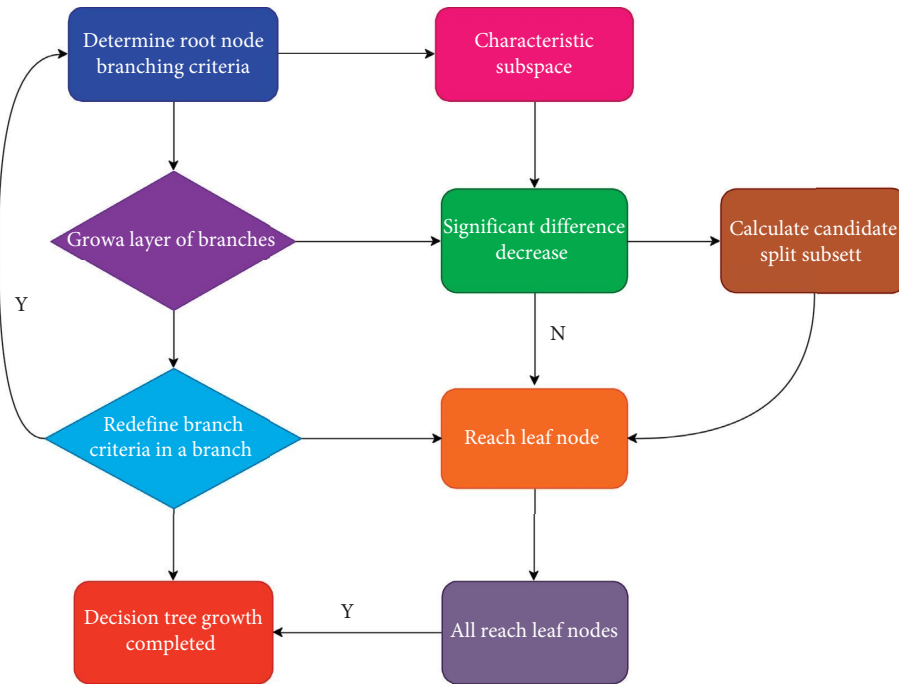 Determine root node
branching criteria
Characteristic
subspace
Growa layer of branches
Significant difference
decrease
Calculate candidate
split subsett
Y
N
Redefine branch
criteria in a branch
Reach leaf node
Decision tree growth
completed
Y
All reach leaf nodes